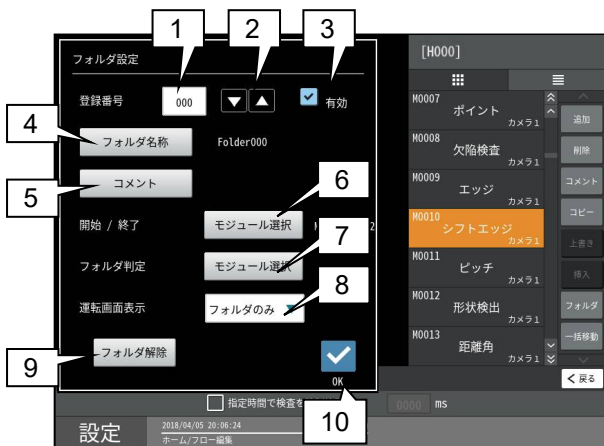 1
2
3
フォルダ設定
登録番号
000
有効
4
フォルダ名称
Folder000
5
コメント
6
開始 / 終了
モジュール選択
7
フォルダ判定
モジュール選択
8
運転画面表示
フォルダのみ
9
フォルダ解除
OK
10
[H000]
M0007
ポイント
カメラ1
M0008
欠陥検査
カメラ1
M0009
エッジ
カメラ1
M0010
シフトエッジ
カメラ1
M0011
ピッチ
カメラ1
M0012
形状検出
カメラ1
M0013
距離角
カメラ1
追加
削除
コメント
コピー
上書き
挿入
フォルダ
一括移動
戻る
指定時間で検査を
0000 ms
設定
2018/04/05 20:06:24
ホーム/フロー編集